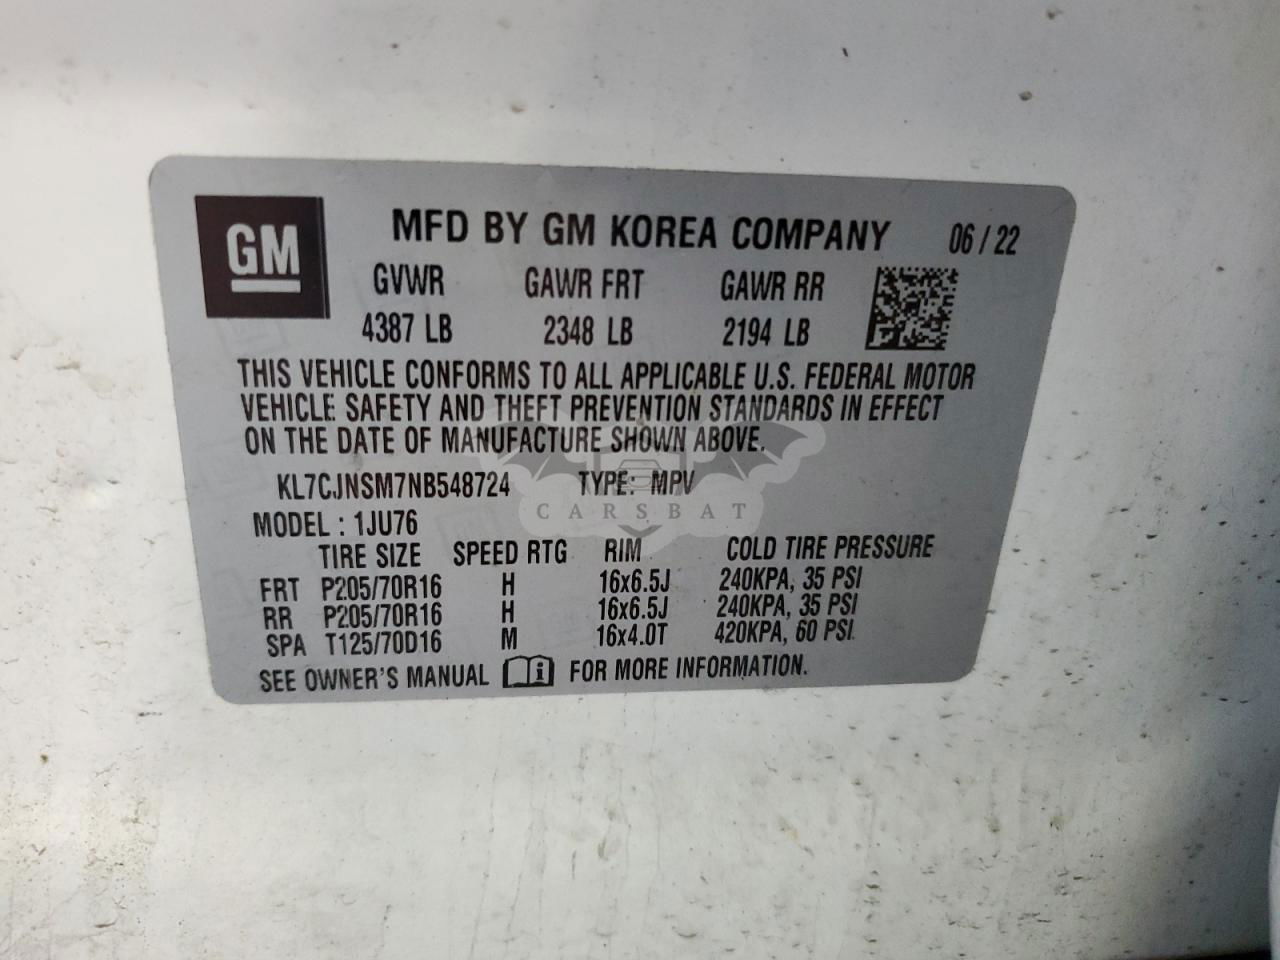 GM
MFD BY GM KOREA COMPANY 06/22
GVWR GAWR FRT GAWR RR
4387 LB 2348 LB 2194 LB
THIS VEHICLE CONFORMS TO ALL APPLICABLE U.S. FEDERAL MOTOR
VEHICLE SAFETY AND THEFT PREVENTION STANDARDS IN EFFECT
ON THE DATE OF MANUFACTURE SHOWN ABOVE.
KL7CJNSM7NB548724 TYPE: MPV
CARSBAT
MODEL : 1JU76
TIRE SIZE SPEED RTG RIM COLD TIRE PRESSURE
FRT P205/70R16 H 16x6.5J 240KPA, 35 PSI
RR P205/70R16 H 16x6.5J 240KPA, 35 PSI
SPA T125/70D16 M 16x4.0T 420KPA, 60 PSI
SEE OWNER'S MANUAL i FOR MORE INFORMATION.